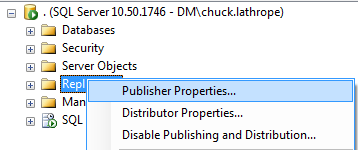 . (SQL Server 10.50.1746 - DM\chuck.lathrope)
Databases
Security
Server Objects
Repl
Publisher Properties...
Man
Distributor Properties...
SQL
Disable Publishing and Distribution...